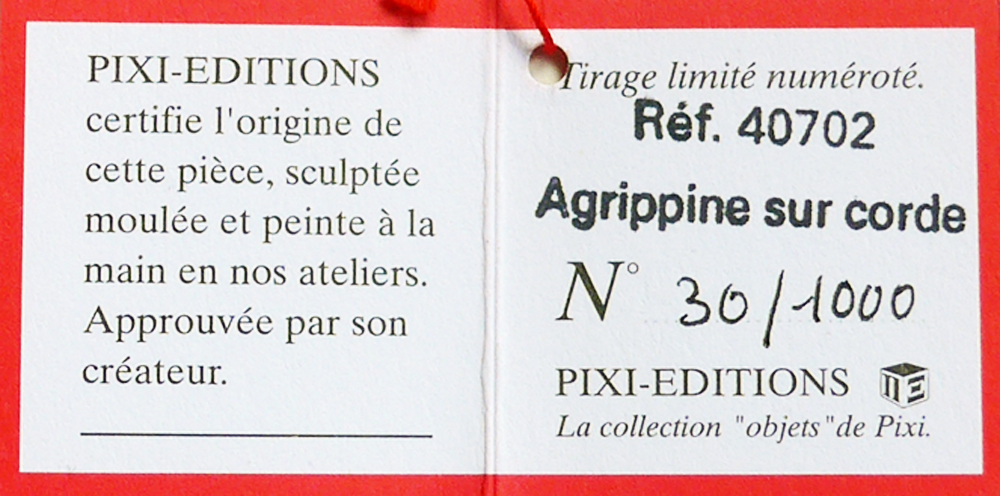 PIXI-EDITIONS
certifie l'origine de
cette pièce, sculptée
moulée et peinte à la
main en nos ateliers.
Approuvée par son
créateur.
Tirage limité numéroté.
Réf. 40702
Agrippine sur corde
N° 30/1000
PIXI-EDITIONS
La collection "objets" de Pixi.